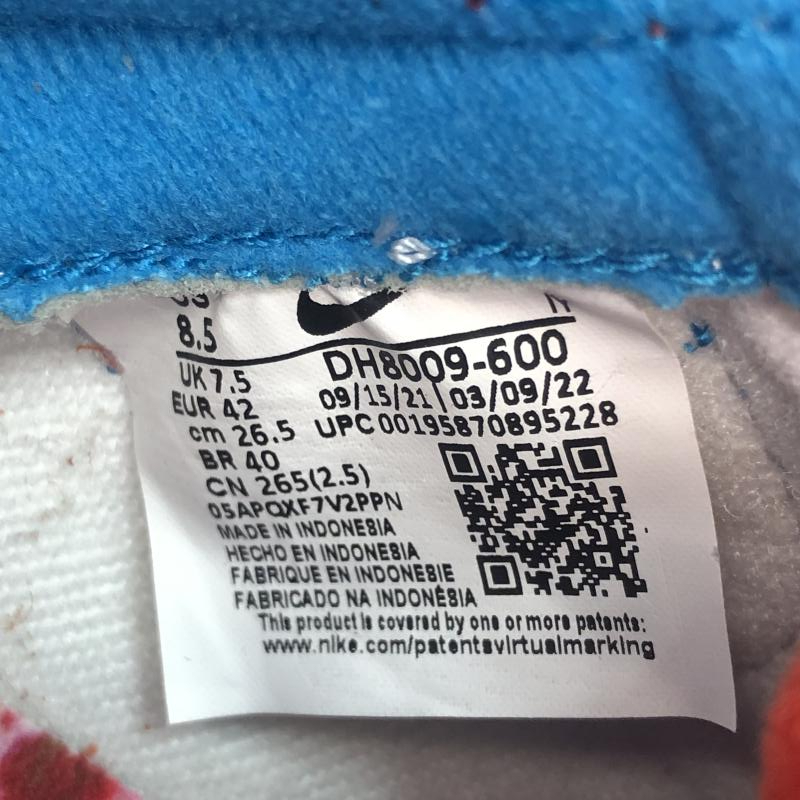 US
8.5
DH8009-600
UK 7.5
09/15/21 03/09/22
EUR 42
UPC 00195870895228
cm 26.5
BR 40
CN 265(2.5)
05APQXF7V2PPN
MADE IN INDONESIA
HECHO EN INDONESIA
FABRIQUE EN INDONESIE
FABRICADO NA INDONÉSIA
This product is covered by one or more patents:
www.nike.com/patentsvirtualmarking